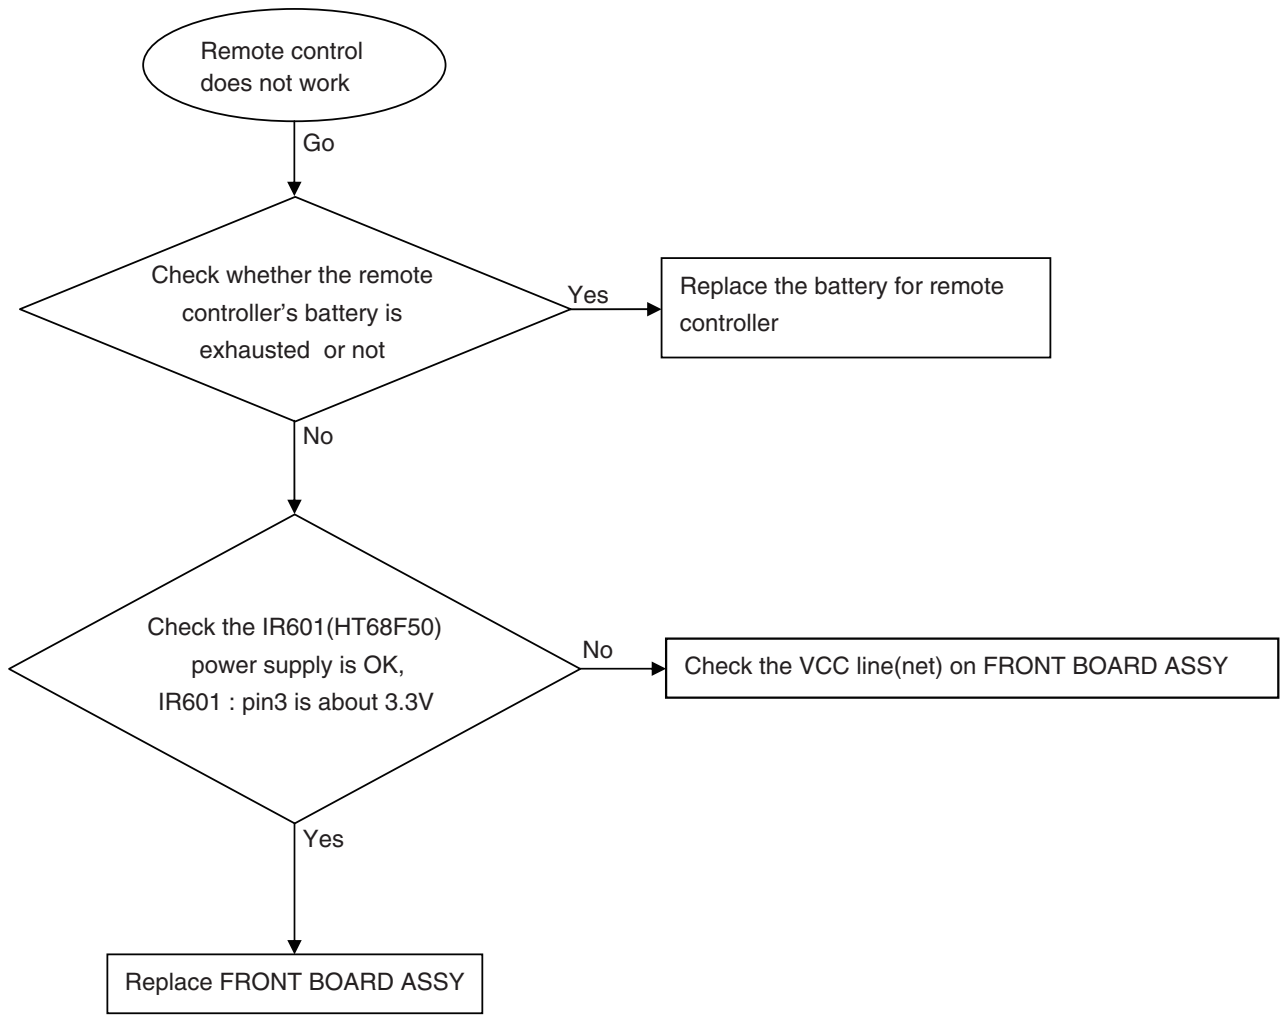 Remote control
does not work
Go
Check whether the remote
controller's battery is
exhausted or not
Yes
Replace the battery for remote
controller
No
Check the IR601(HT68F50)
power supply is OK,
IR601 : pin3 is about 3.3V
No
Check the VCC line(net) on FRONT BOARD ASSY
Yes
Replace FRONT BOARD ASSY